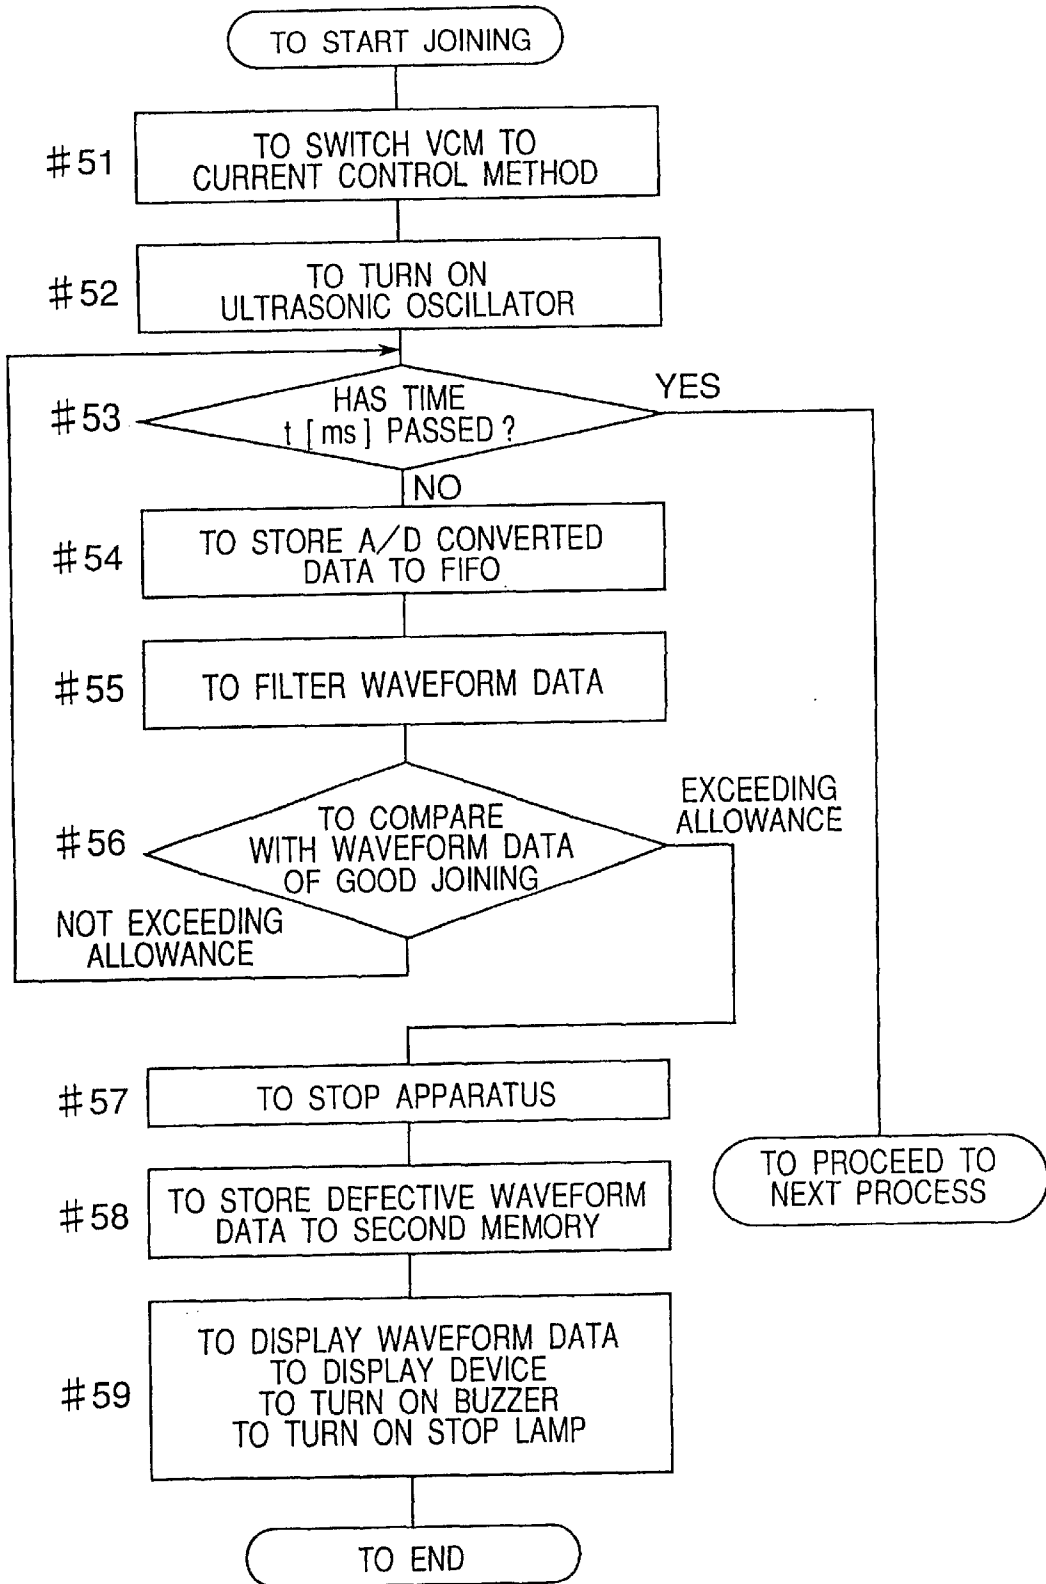 TO START JOINING
#51
TO SWITCH VCM TO
CURRENT CONTROL METHOD
#52
TO TURN ON
ULTRASONIC OSCILLATOR
#53
HAS TIME
t [ms] PASSED?
YES
NO
#54
TO STORE A/D CONVERTED
DATA TO FIFO
#55
TO FILTER WAVEFORM DATA
#56
TO COMPARE
WITH WAVEFORM DATA
OF GOOD JOINING
EXCEEDING
ALLOWANCE
NOT EXCEEDING
ALLOWANCE
#57
TO STOP APPARATUS
TO PROCEED TO
NEXT PROCESS
#58
TO STORE DEFECTIVE WAVEFORM
DATA TO SECOND MEMORY
#59
TO DISPLAY WAVEFORM DATA
TO DISPLAY DEVICE
TO TURN ON BUZZER
TO TURN ON STOP LAMP
TO END